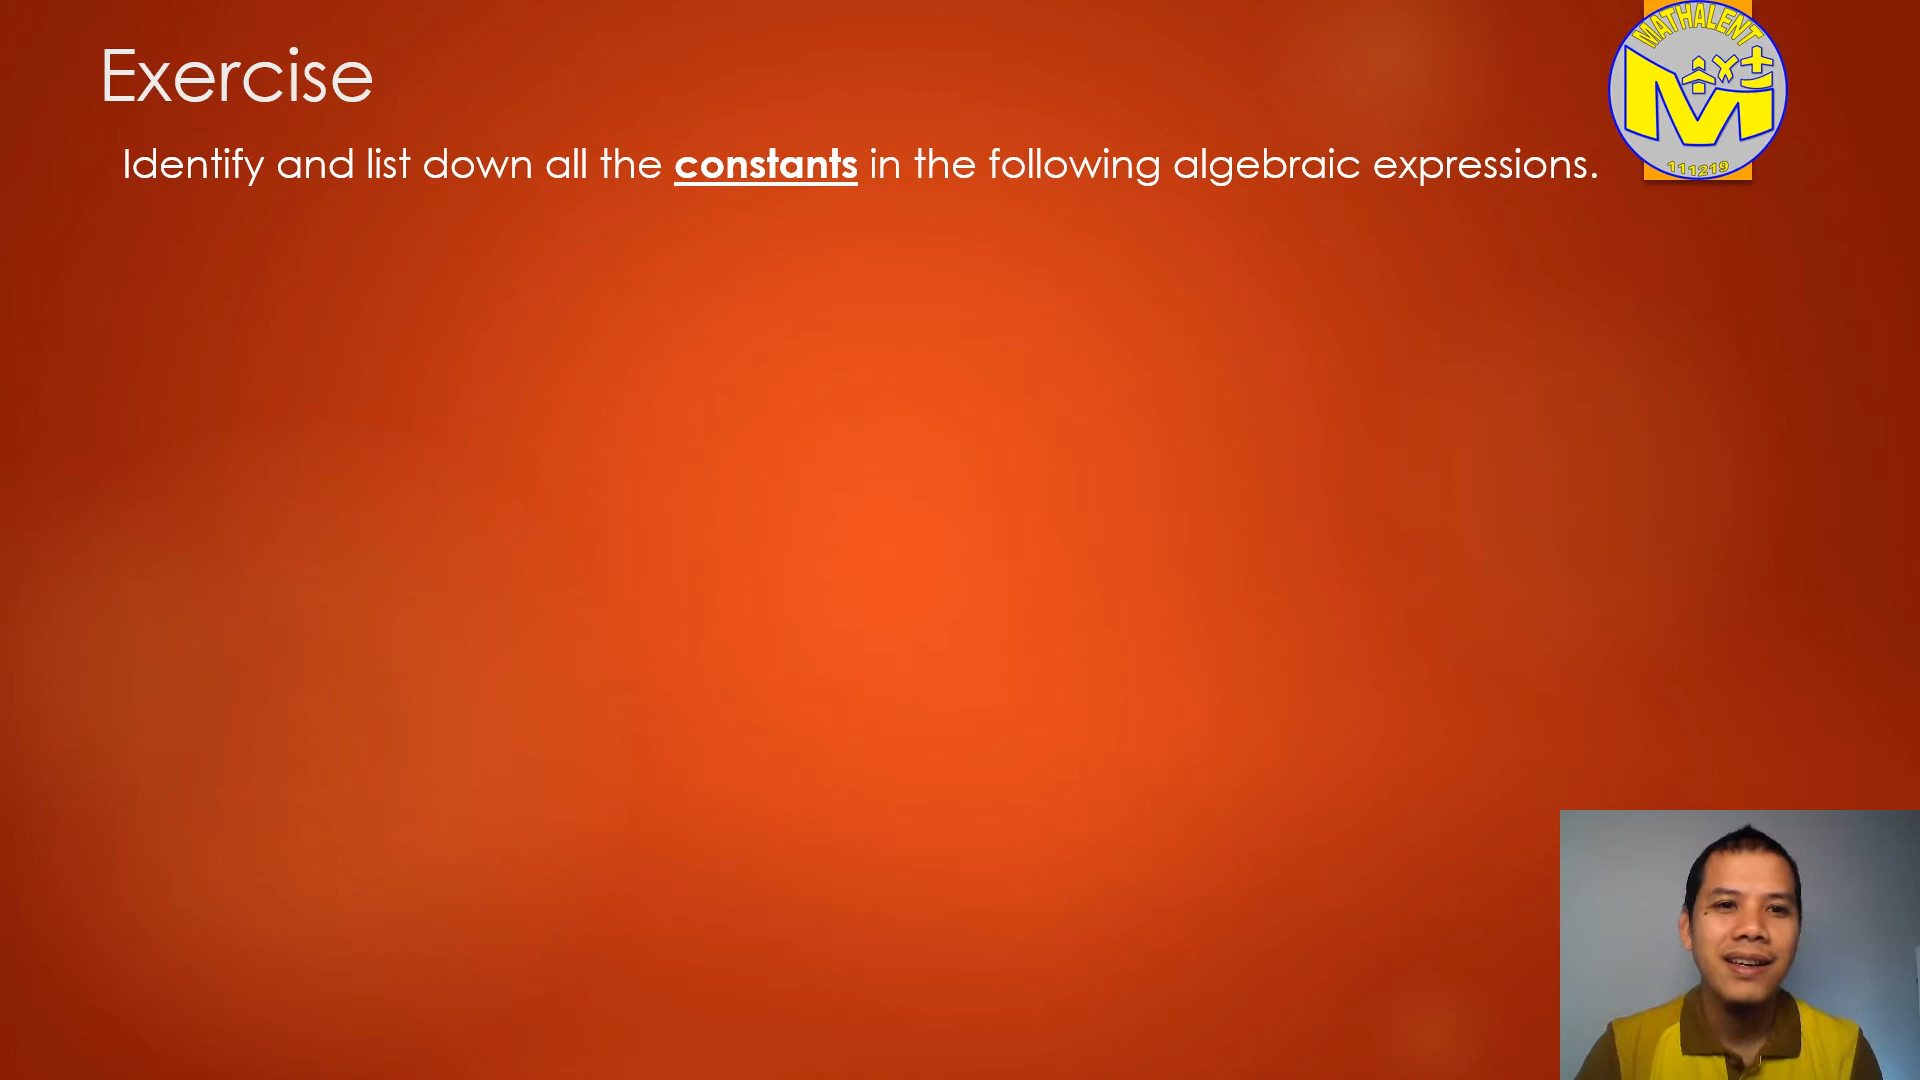 MATHALENT
Exercise
Identify and list down all the constants in the following algebraic expressions.
111219